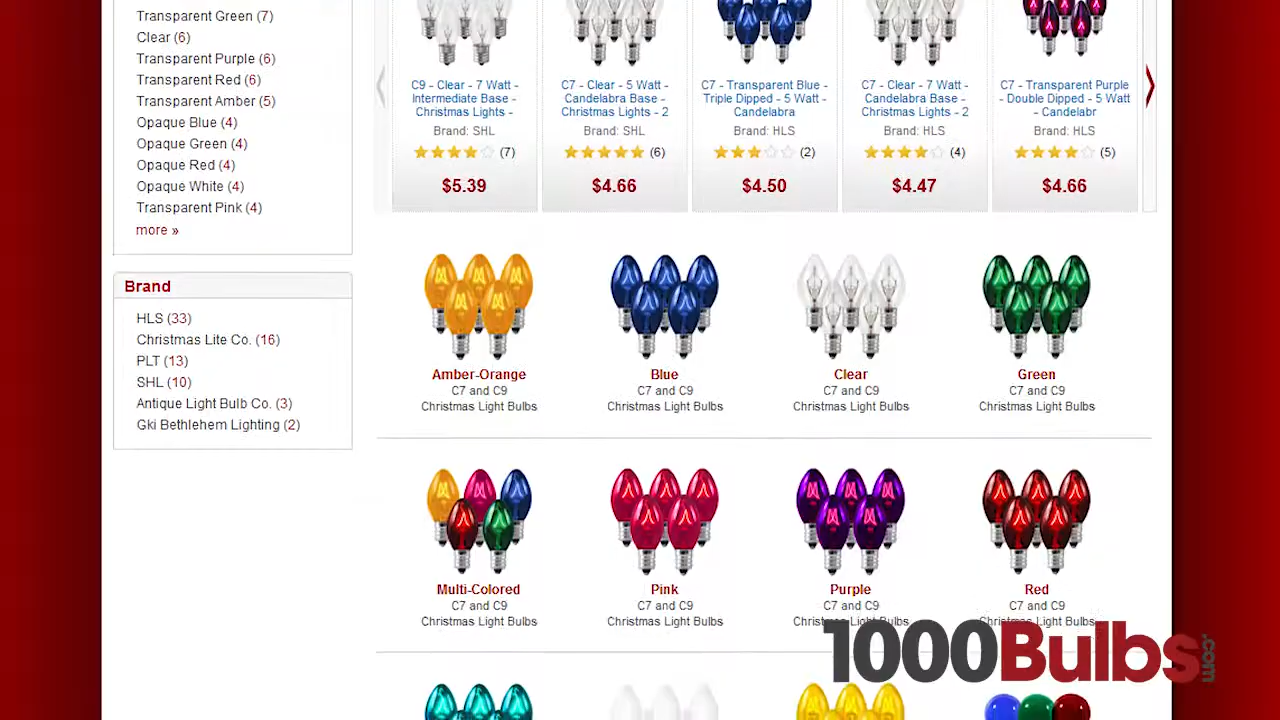 Transparent Green (7)
Clear (6)
Transparent Purple (6)
Transparent Red (6)
Transparent Amber (5)
Opaque Blue (4)
Opaque Green (4)
Opaque Red (4)
Opaque White (4)
Transparent Pink (4)
more »
Brand
HLS (33)
Christmas Lite Co. (16)
PLT (13)
SHL (10)
Antique Light Bulb Co. (3)
Gki Bethlehem Lighting (2)
C9 - Clear - 7 Watt -
Intermediate Base -
Christmas Lights -
Brand: SHL
(7)
$5.39
C7 - Clear - 5 Watt -
Candelabra Base -
Christmas Lights - 2
Brand: SHL
(6)
$4.66
C7 - Transparent Blue -
Triple Dipped - 5 Watt -
Candelabra
Brand: HLS
(2)
$4.50
C7 - Clear - 7 Watt -
Candelabra Base -
Christmas Lights - 2
Brand: HLS
(4)
$4.47
C7 - Transparent Purple
- Double Dipped - 5 Watt
- Candelabr
Brand: HLS
(5)
$4.66
Amber-Orange
C7 and C9
Christmas Light Bulbs
Blue
C7 and C9
Christmas Light Bulbs
Clear
C7 and C9
Christmas Light Bulbs
Green
C7 and C9
Christmas Light Bulbs
Multi-Colored
C7 and C9
Christmas Light Bulbs
Pink
C7 and C9
Christmas Light Bulbs
Purple
C7 and C9
Christmas Light Bulbs
Red
C7 and C9
Christmas Light Bulbs
1000Bulbs.com